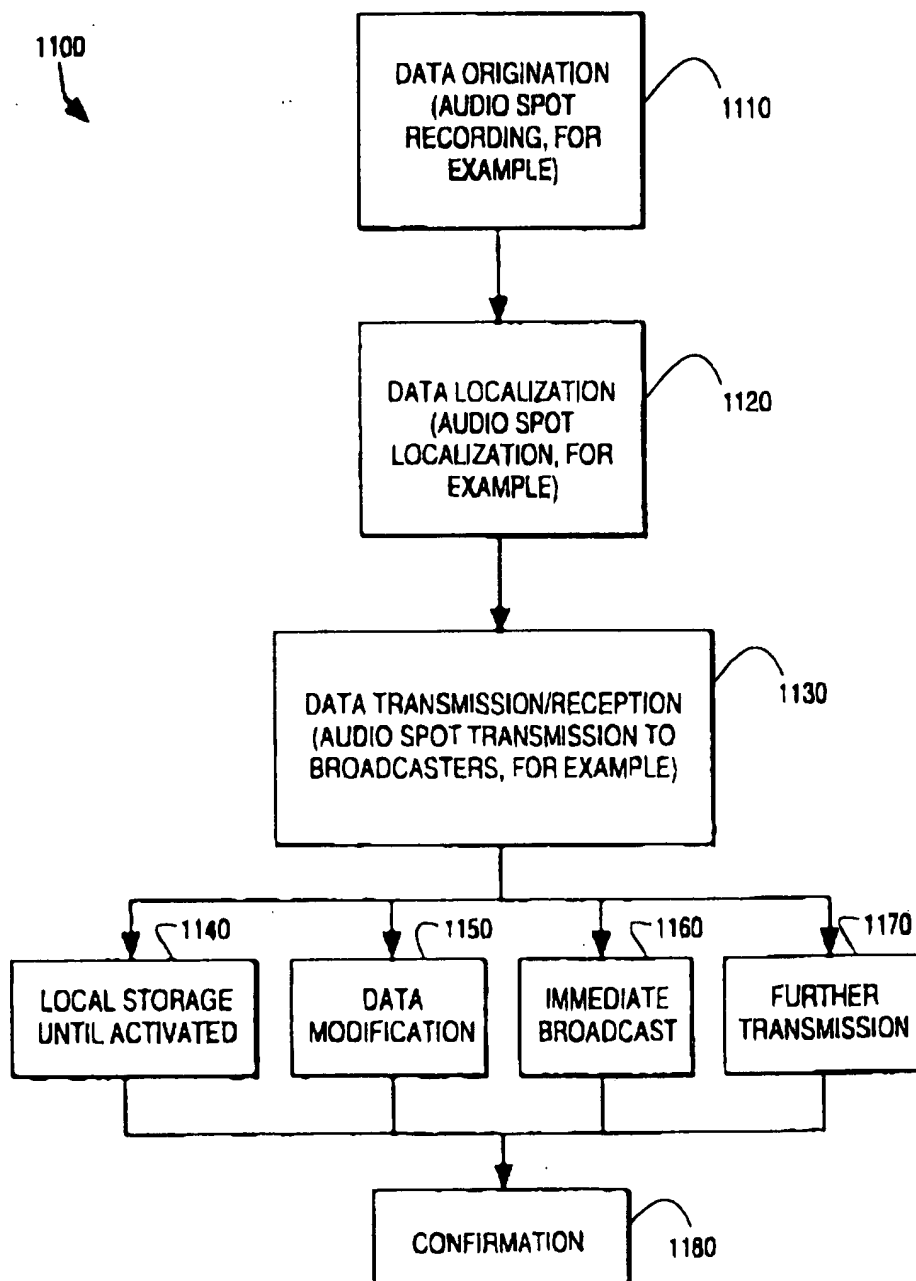 1100
DATA ORIGINATION
(AUDIO SPOT
RECORDING, FOR
EXAMPLE)
1110
DATA LOCALIZATION
(AUDIO SPOT
LOCALIZATION, FOR
EXAMPLE)
1120
DATA TRANSMISSION/RECEPTION
(AUDIO SPOT TRANSMISSION TO
BROADCASTERS, FOR EXAMPLE)
1130
1140
LOCAL STORAGE
UNTIL ACTIVATED
1150
DATA
MODIFICATION
1160
IMMEDIATE
BROADCAST
1170
FURTHER
TRANSMISSION
CONFIRMATION
1180